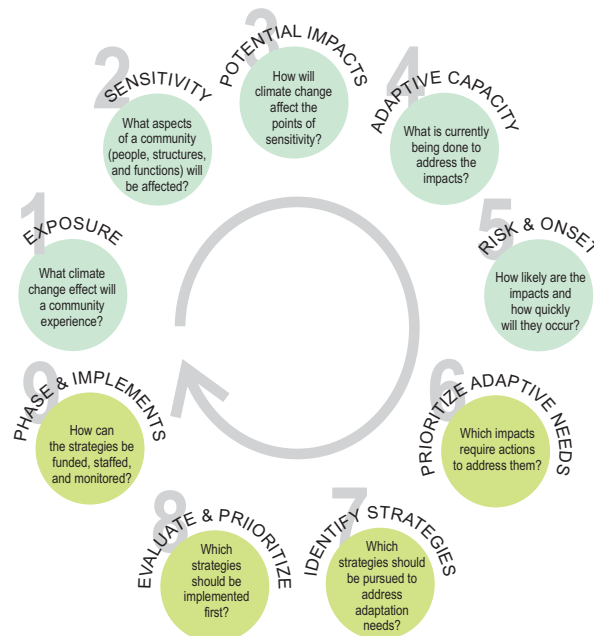 1
EXPOSURE
What climate
change effect will
a community
experience?
2
SENSITIVITY
What aspects
of a community
(people, structures,
and functions) will
be affected?
3
POTENTIAL IMPACTS
How will
climate change
affect the
points of
sensitivity?
4
ADAPTIVE CAPACITY
What is currently
being done to
address the
impacts?
5
RISK & ONSET
How likely are the
impacts and
how quickly
will they occur?
6
PRIORITIZE ADAPTIVE NEEDS
Which impacts
require actions
to address them?
7
IDENTIFY STRATEGIES
Which
strategies should
be pursued to
address
adaptation
needs?
8
EVALUATE & PRIIORITIZE
Which
strategies
should be
implemented
first?
9
PHASE & IMPLEMENTS
How can
the strategies be
funded, staffed,
and monitored?